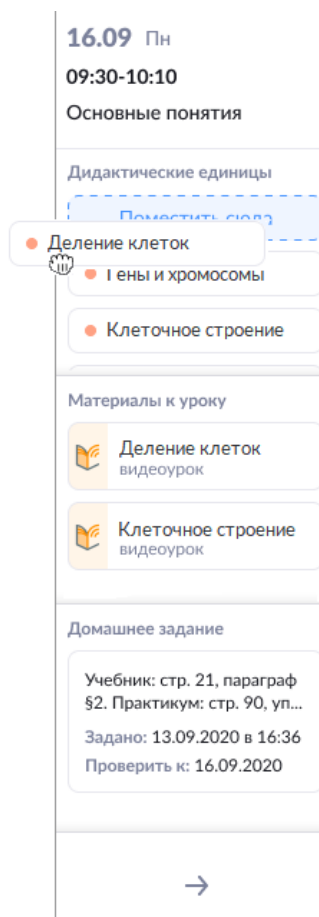 16.09 Пн
09:30-10:10
Основные понятия
Дидактические единицы
Поместить сюда
Деление клеток
Гены и хромосомы
Клеточное строение
Материалы к уроку
Деление клеток
видеоурок
Клеточное строение
видеоурок
Домашнее задание
Учебник: стр. 21, параграф
§2. Практикум: стр. 90, уп...
Задано: 13.09.2020 в 16:36
Проверить к: 16.09.2020